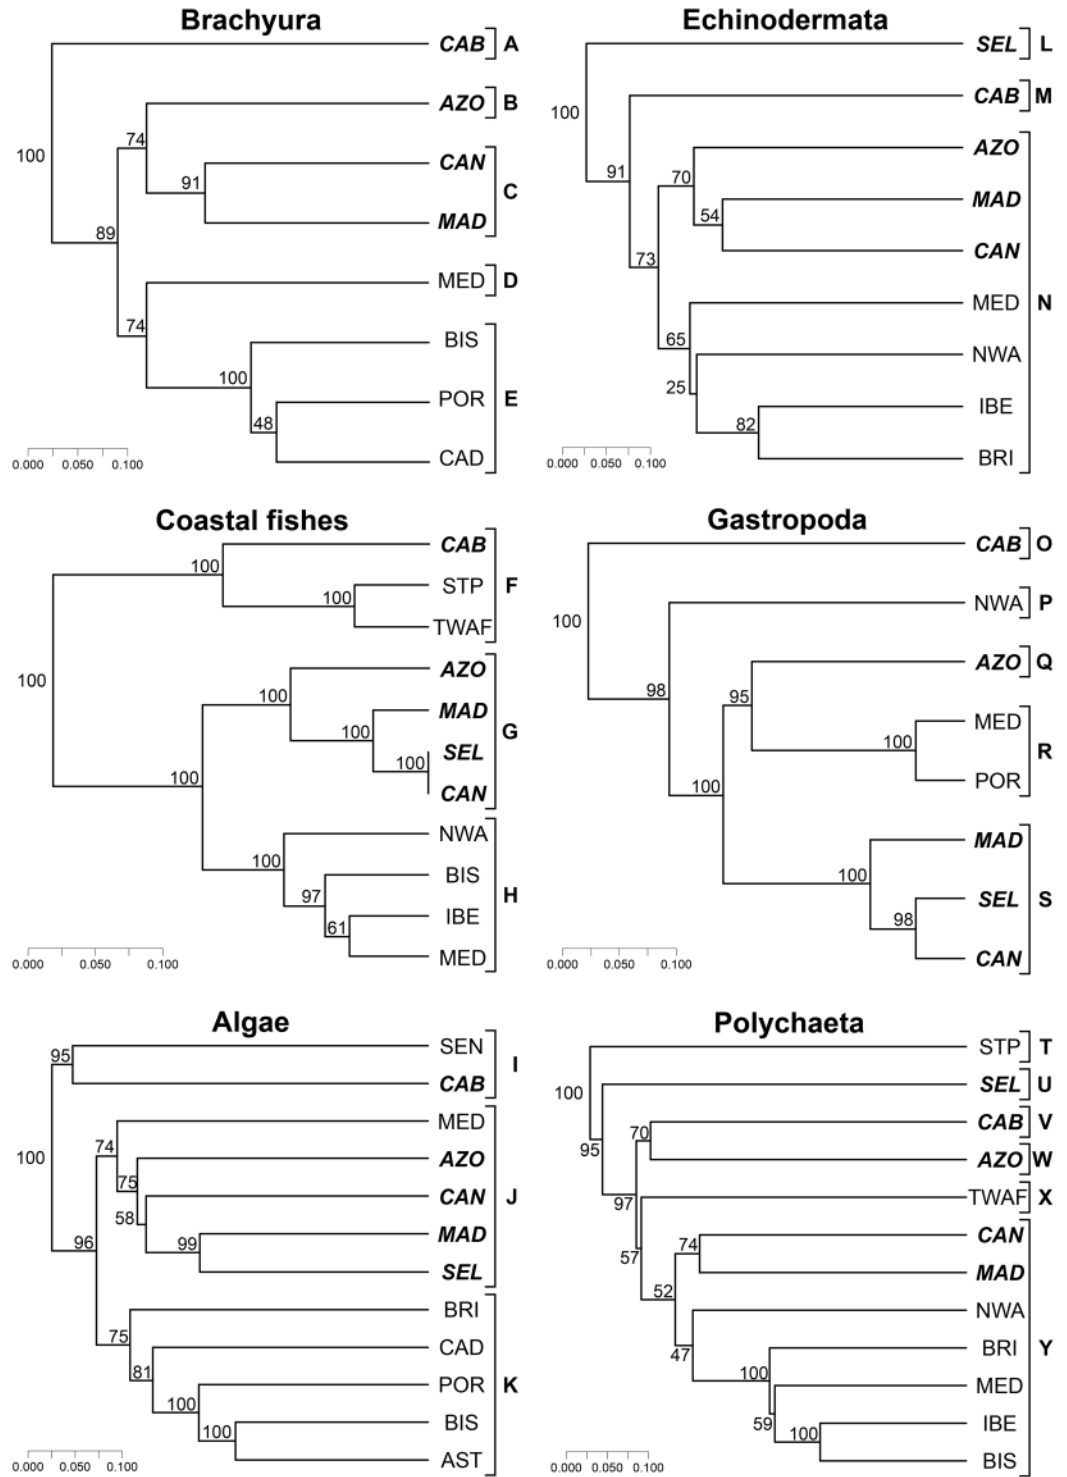 Brachyura
CAB A
AZO B
74
CAN
100
91
C
MAD
89
MED D
74
BIS
100
POR E
48
CAD
0.000 0.050 0.100
Echinodermata
SEL L
CAB M
100
AZO
91
70
MAD
54
CAN
73
MED N
65
NWA
25
IBE
82
BRI
0.000 0.050 0.100
Coastal fishes
CAB
100
STP F
100
TWAF
AZO
100
100
MAD
100
G
SEL
100
100
CAN
NWA
100
BIS
97
H
IBE
61
MED
0.000 0.050 0.100
Gastropoda
CAB O
NWA P
100
AZO Q
98
95
MED
100
R
POR
100
MAD
100
SEL S
98
CAN
0.000 0.050 0.100
Algae
SEN
95
I
CAB
MED
74
100
AZO
75
CAN J
58
MAD
96
99
SEL
BRI
75
CAD
81
POR K
100
BIS
100
AST
0.000 0.050 0.100
Polychaeta
STP T
100
SEL U
CAB V
70
95
AZO W
TWAF X
97
CAN
74
57
MAD
52
NWA
BRI Y
47
100
MED
59
IBE
100
BIS
0.000 0.050 0.100